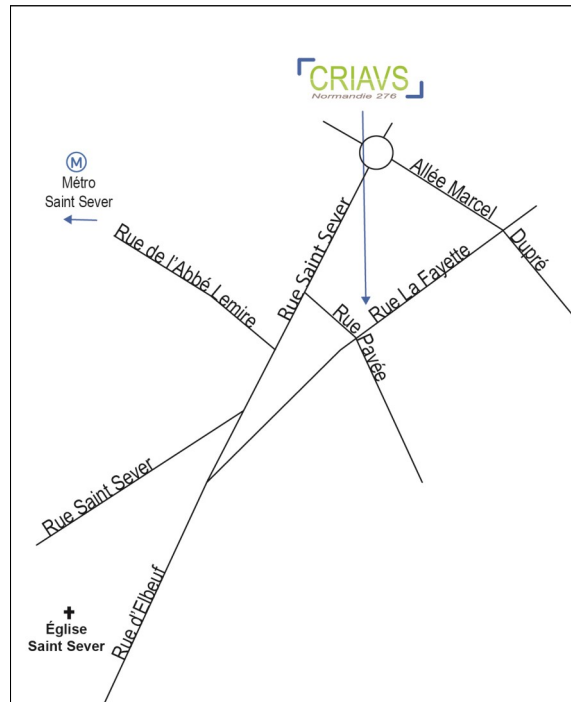 CRIAVS
Normandie 276
M
Métro
Saint Sever
Allée Marcel
Dupré
Rue Saint Sever
Rue La Fayette
Rue de l'Abbé Lemire
Rue Pavée
Rue Saint Sever
Rue d'Elbeuf
Église
Saint Sever